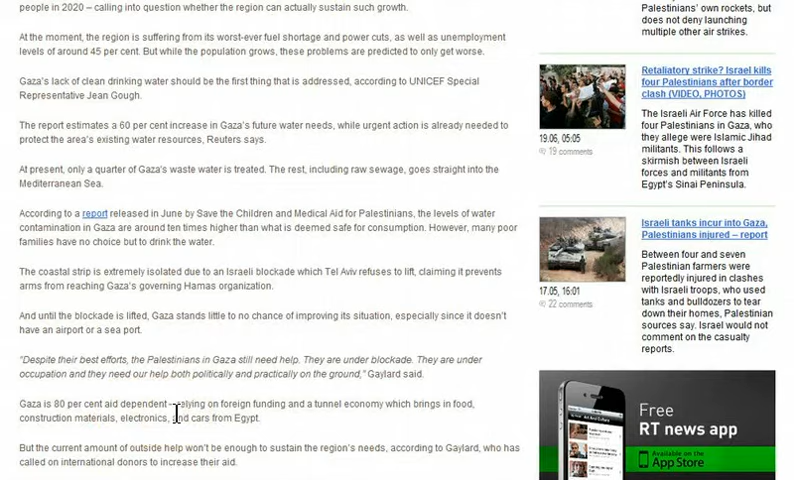 people in 2020 – calling into question whether the region can actually sustain such growth.
At the moment, the region is suffering from its worst-ever fuel shortage and power cuts, as well as unemployment
levels of around 45 per cent. But while the population grows, these problems are predicted to only get worse.
Gaza's lack of clean drinking water should be the first thing that is addressed, according to UNICEF Special
Representative Jean Gough.
The report estimates a 60 per cent increase in Gaza's future water needs, while urgent action is already needed to
protect the area's existing water resources, Reuters says.
At present, only a quarter of Gaza's waste water is treated. The rest, including raw sewage, goes straight into the
Mediterranean Sea.
According to a report released in June by Save the Children and Medical Aid for Palestinians, the levels of water
contamination in Gaza are around ten times higher than what is deemed safe for consumption. However, many poor
families have no choice but to drink the water.
The coastal strip is extremely isolated due to an Israeli blockade which Tel Aviv refuses to lift, claiming it prevents
arms from reaching Gaza's governing Hamas organization.
And until the blockade is lifted, Gaza stands little to no chance of improving its situation, especially since it doesn't
have an airport or a sea port.
"Despite their best efforts, the Palestinians in Gaza still need help. They are under blockade. They are under
occupation and they need our help both politically and practically on the ground," Gaylard said.
Gaza is 80 per cent aid dependent – relying on foreign funding and a tunnel economy which brings in food,
construction materials, electronics, and cars from Egypt.
But the current amount of outside help won't be enough to sustain the region's needs, according to Gaylard, who has
called on international donors to increase their aid.
Palestinians' own rockets, but
does not deny launching
multiple other air strikes.
Retaliatory strike? Israel kills
four Palestinians after border
clash (VIDEO, PHOTOS)
19.06, 05:05
19 comments
The Israeli Air Force has killed
four Palestinians in Gaza, who
they allege were Islamic Jihad
militants. This follows a
skirmish between Israeli
forces and militants from
Egypt's Sinai Peninsula.
Israeli tanks incur into Gaza,
Palestinians injured – report
17.05, 16:01
22 comments
Between four and seven
Palestinian farmers were
reportedly injured in clashes
with Israeli troops, who used
tanks and bulldozers to tear
down their homes, Palestinian
sources say. Israel would not
comment on the casualty
reports.
Free
RT news app
Available on the
App Store